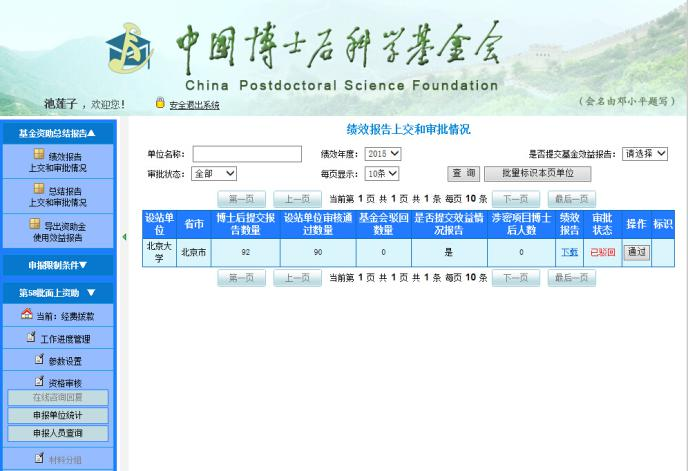 中国博士后科学基金会
China Postdoctoral Science Foundation
池莲子 ，欢迎您！ 安全退出系统
（会名由邓小平题写）
基金资助总结报告▲
绩效报告
上交和审批情况
总结报告
上交和审批情况
导出资助金
使用效益报告
申报限制条件▼
第58批面上资助 ▼
当前：经费拨款
工作进度管理
参数设置
资格审核
在线咨询回复
申报单位统计
申报人员查询
材料分组
绩效报告上交和审批情况
单位名称： 绩效年度： 2015 是否提交基金效益报告： 请选择
审批状态： 全部 每页显示： 10条 查 询 批量标识本页单位
第一页 上一页 当前第 1 页 共 1 页 共 1 条 每页 10 条 下一页 最后一页
设站单位 省市 博士后提交报告数量 设站单位审核通过数量 基金会驳回数量 是否提交效益情况报告 涉密项目博士后人数 绩效报告 审批状态 操作 标识
北京大学 北京市 92 90 0 是 0 下载 已驳回 通过
第一页 上一页 当前第 1 页 共 1 页 共 1 条 每页 10 条 下一页 最后一页